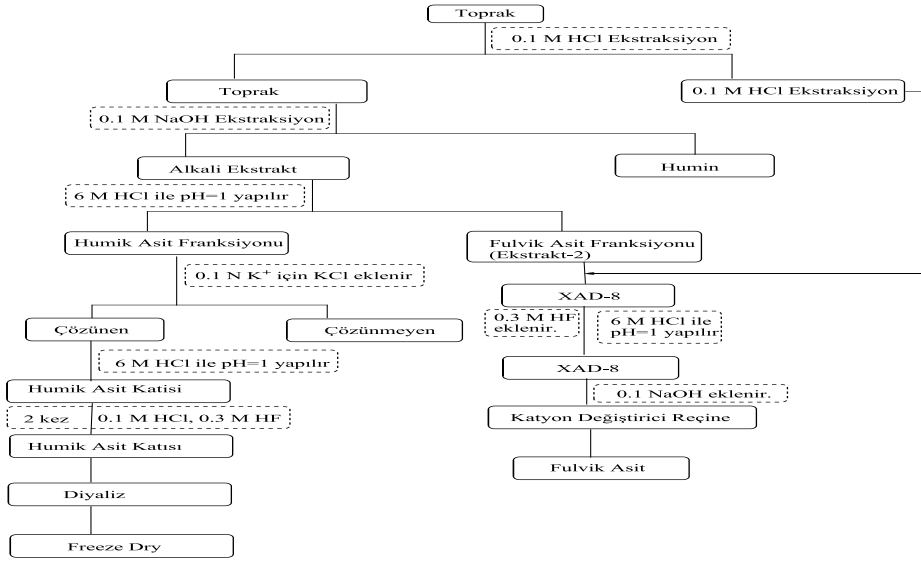 Toprak
0.1 M HCl Ekstraksiyon
Toprak
0.1 M HCl Ekstraksiyon
0.1 M NaOH Ekstraksiyon
Alkali Ekstrakt
Humin
6 M HCl ile pH=1 yapılır
Humik Asit Franksiyonu
Fulvik Asit Franksiyonu
(Ekstrakt-2)
0.1 N K⁺ için KCl eklenir
XAD-8
Çözünen
Çözünmeyen
0.3 M HF
eklenir.
6 M HCl ile
pH=1 yapılır
6 M HCl ile pH=1 yapılır
XAD-8
Humik Asit Katisi
0.1 NaOH eklenir.
2 kez
0.1 M HCl, 0.3 M HF
Katyon Değiştirici Reçine
Humik Asit Katısı
Fulvik Asit
Diyaliz
Freeze Dry